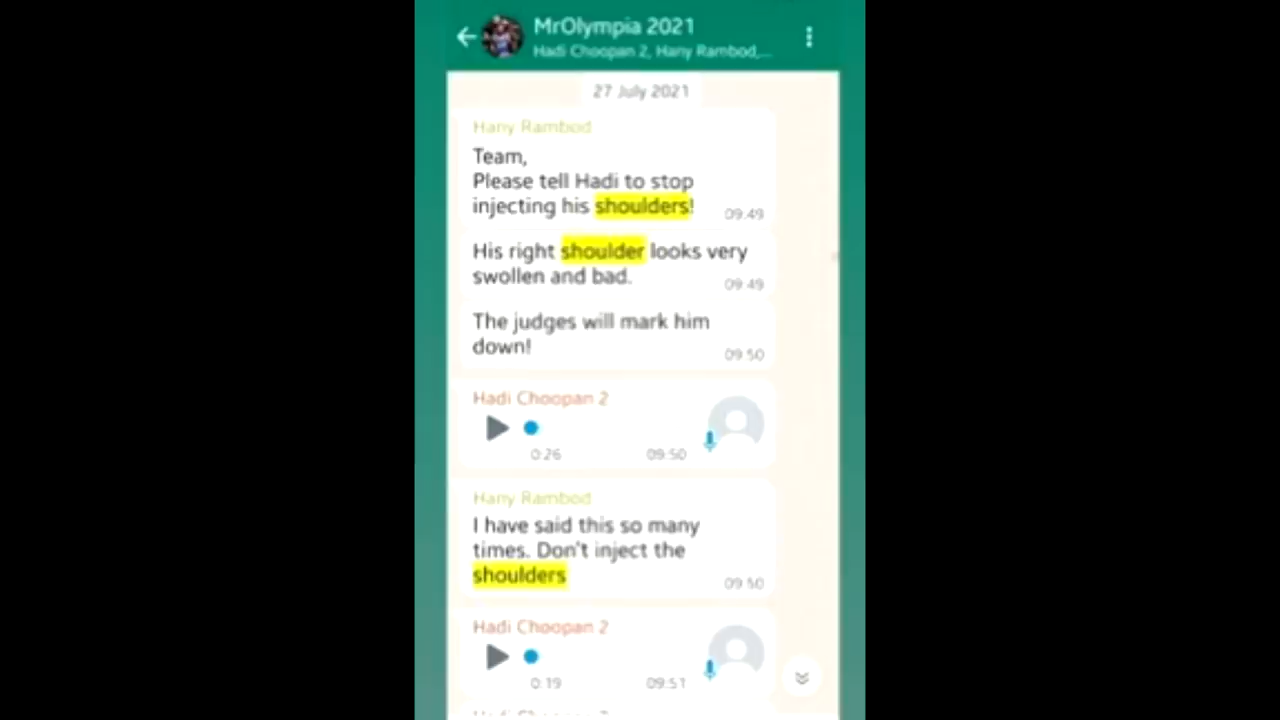 MrOlympia 2021
Hadi Choopan 2, Hany Rambod,...
27 July 2021
Hany Rambod
Team,
Please tell Hadi to stop
injecting his shoulders!
09:49
His right shoulder looks very
swollen and bad.
09:49
The judges will mark him
down!
09:50
Hadi Choopan 2
0:26
09:50
Hany Rambod
I have said this so many
times. Don't inject the
shoulders
09:50
Hadi Choopan 2
0:19
09:51